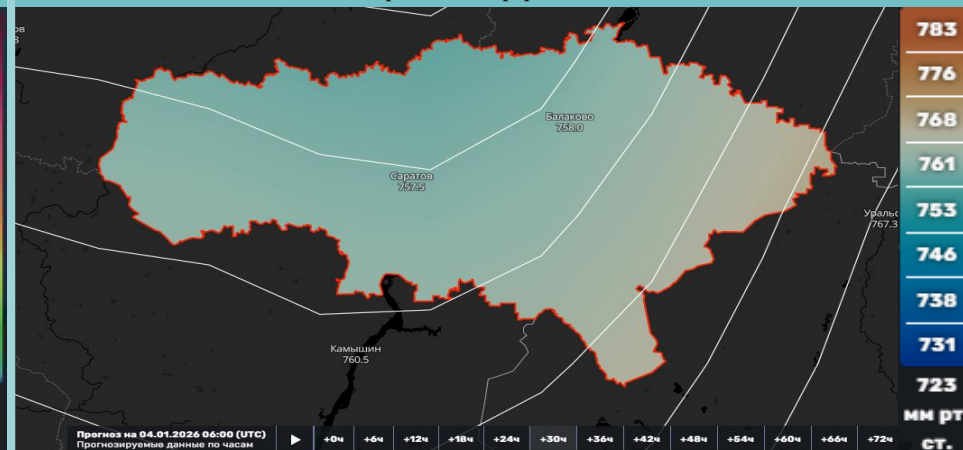 783
776
768
761
753
746
738
731
723
мм рт
ст.
Балаково
758.0
Саратов
757.5
Уральс
767.3
Камышин
760.5
Прогноз на 04.01.2026 06:00 (UTC)
Прогнозируемые данные по часам
+0ч +6ч +12ч +18ч +24ч +30ч +36ч +42ч +48ч +54ч +60ч +66ч +72ч